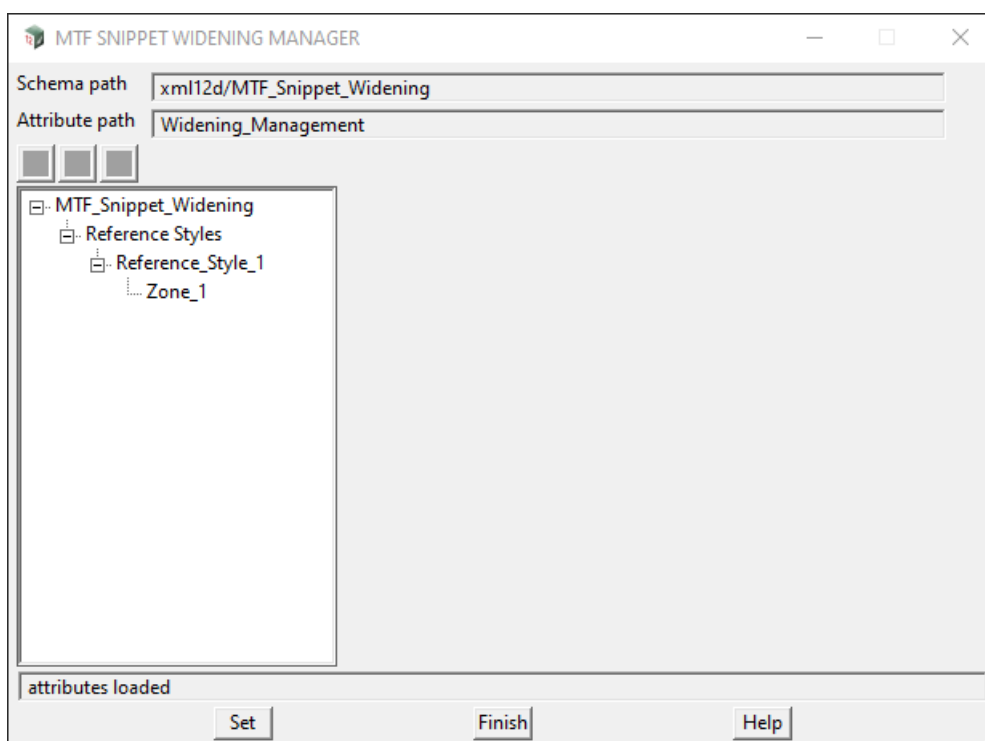 MTF SNIPPET WIDENING MANAGER
Schema path xml12d/MTF_Snippet_Widening
Attribute path Widening_Management
MTF_Snippet_Widening
Reference Styles
Reference_Style_1
Zone_1
attributes loaded
Set Finish Help